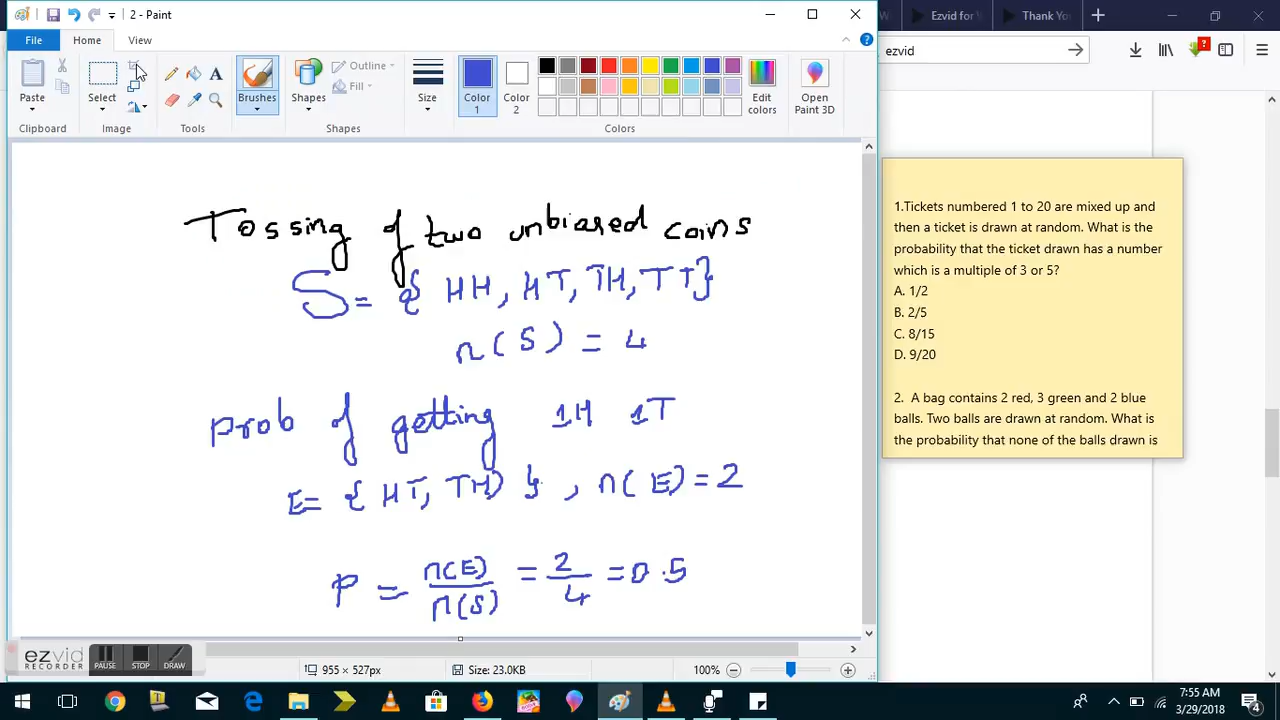 2 - Paint
Ezvid for
Thank You
File
Home
View
ezvid
Paste
Select
Brushes
Shapes
Outline
Fill
Size
Color
1
Color
2
Edit
colors
Open
Paint 3D
Clipboard
Image
Tools
Shapes
Colors
Tossing of two unbiased coins
S= { HH, HT, TH, TT}
n(S) = 4
prob of getting 1H 1T
E= { HT, TH) }, n(E) = 2
P = n(E)/n(S) = 2/4 = 0.5
1.Tickets numbered 1 to 20 are mixed up and
then a ticket is drawn at random. What is the
probability that the ticket drawn has a number
which is a multiple of 3 or 5?
A. 1/2
B. 2/5
C. 8/15
D. 9/20
2. A bag contains 2 red, 3 green and 2 blue
balls. Two balls are drawn at random. What is
the probability that none of the balls drawn is
ezvid
RECORDER
PAUSE
STOP
DRAW
955 × 527px
Size: 23.0KB
100%
7:55 AM
3/29/2018
4